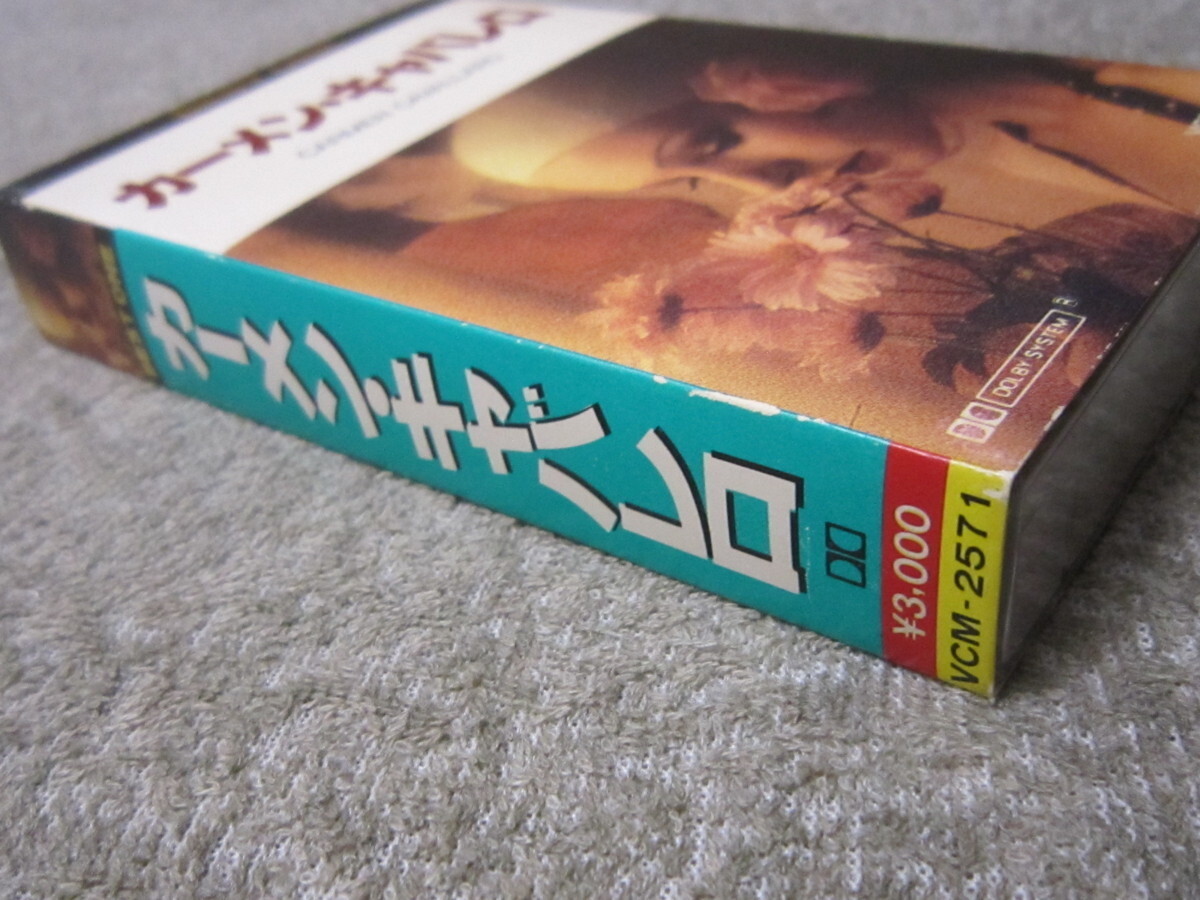 カーメン・キャバレロ
CARMEN CAVALLARO
DOLBY SYSTEM ®
カーメン・キャバレロ
¥3,000
VCM-2571